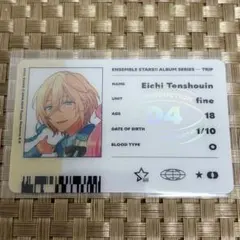 ENSEMBLE STARS!! ALBUM SERIES — TRIP
NAME
Eichi Tenshouin
UNIT
fine
AGE
18
DATE OF BIRTH
1/10
BLOOD TYPE
O